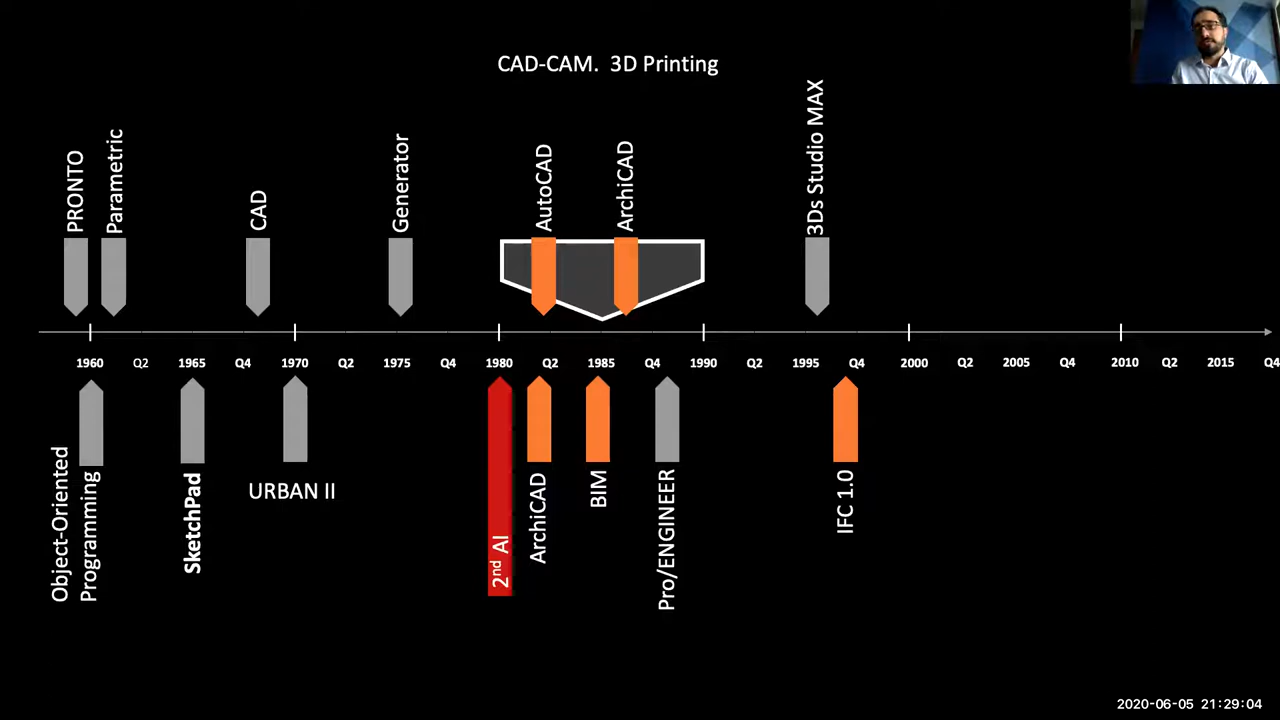 CAD-CAM.  3D Printing
PRONTO
Parametric
CAD
Generator
AutoCAD
ArchiCAD
3Ds Studio MAX
1960 Q2 1965 Q4 1970 Q2 1975 Q4 1980 Q2 1985 Q4 1990 Q2 1995 Q4 2000 Q2 2005 Q4 2010 Q2 2015 Q4
Object-Oriented
Programming
SketchPad
URBAN II
2nd AI
ArchiCAD
BIM
Pro/ENGINEER
IFC 1.0
2020-06-05 21:29:04